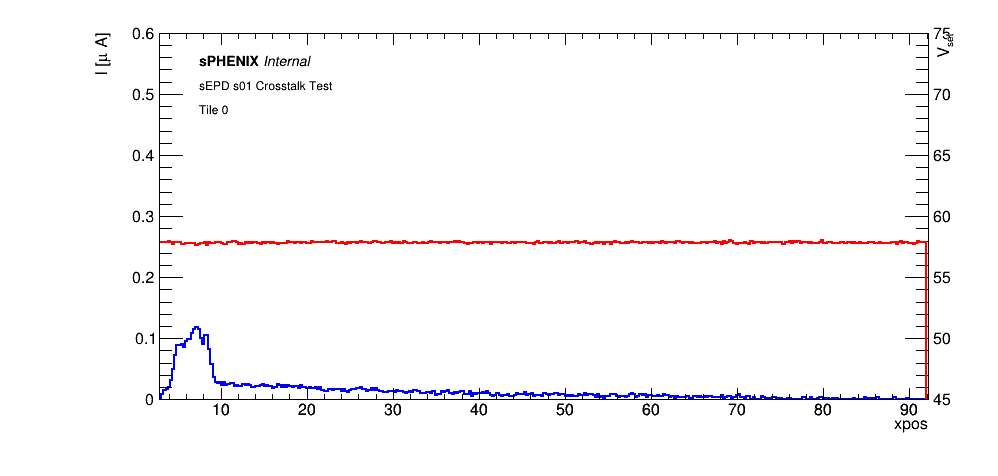 I [μ A]
0.6
0.5
0.4
0.3
0.2
0.1
0
sPHENIX Internal
sEPD s01 Crosstalk Test
Tile 0
75
70
65
60
55
50
45
V_set
10 20 30 40 50 60 70 80 90
xpos